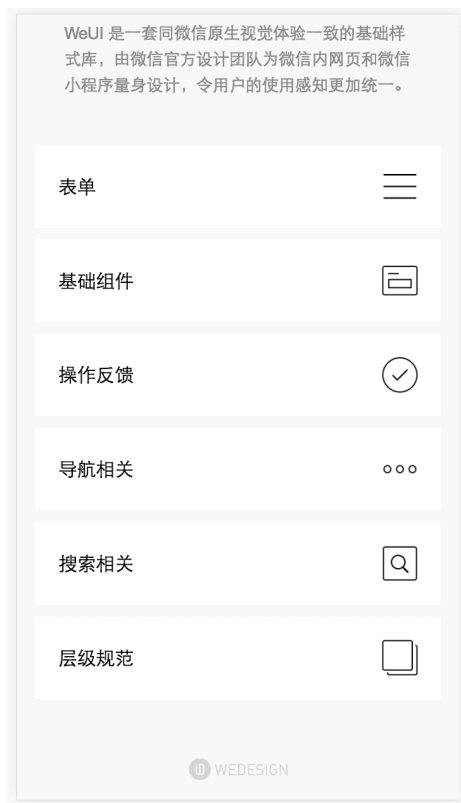 WeUI 是一套同微信原生视觉体验一致的基础样
式库，由微信官方设计团队为微信内网页和微信
小程序量身设计，令用户的使用感知更加统一。
表单
基础组件
操作反馈
导航相关
搜索相关
层级规范
WEDESIGN